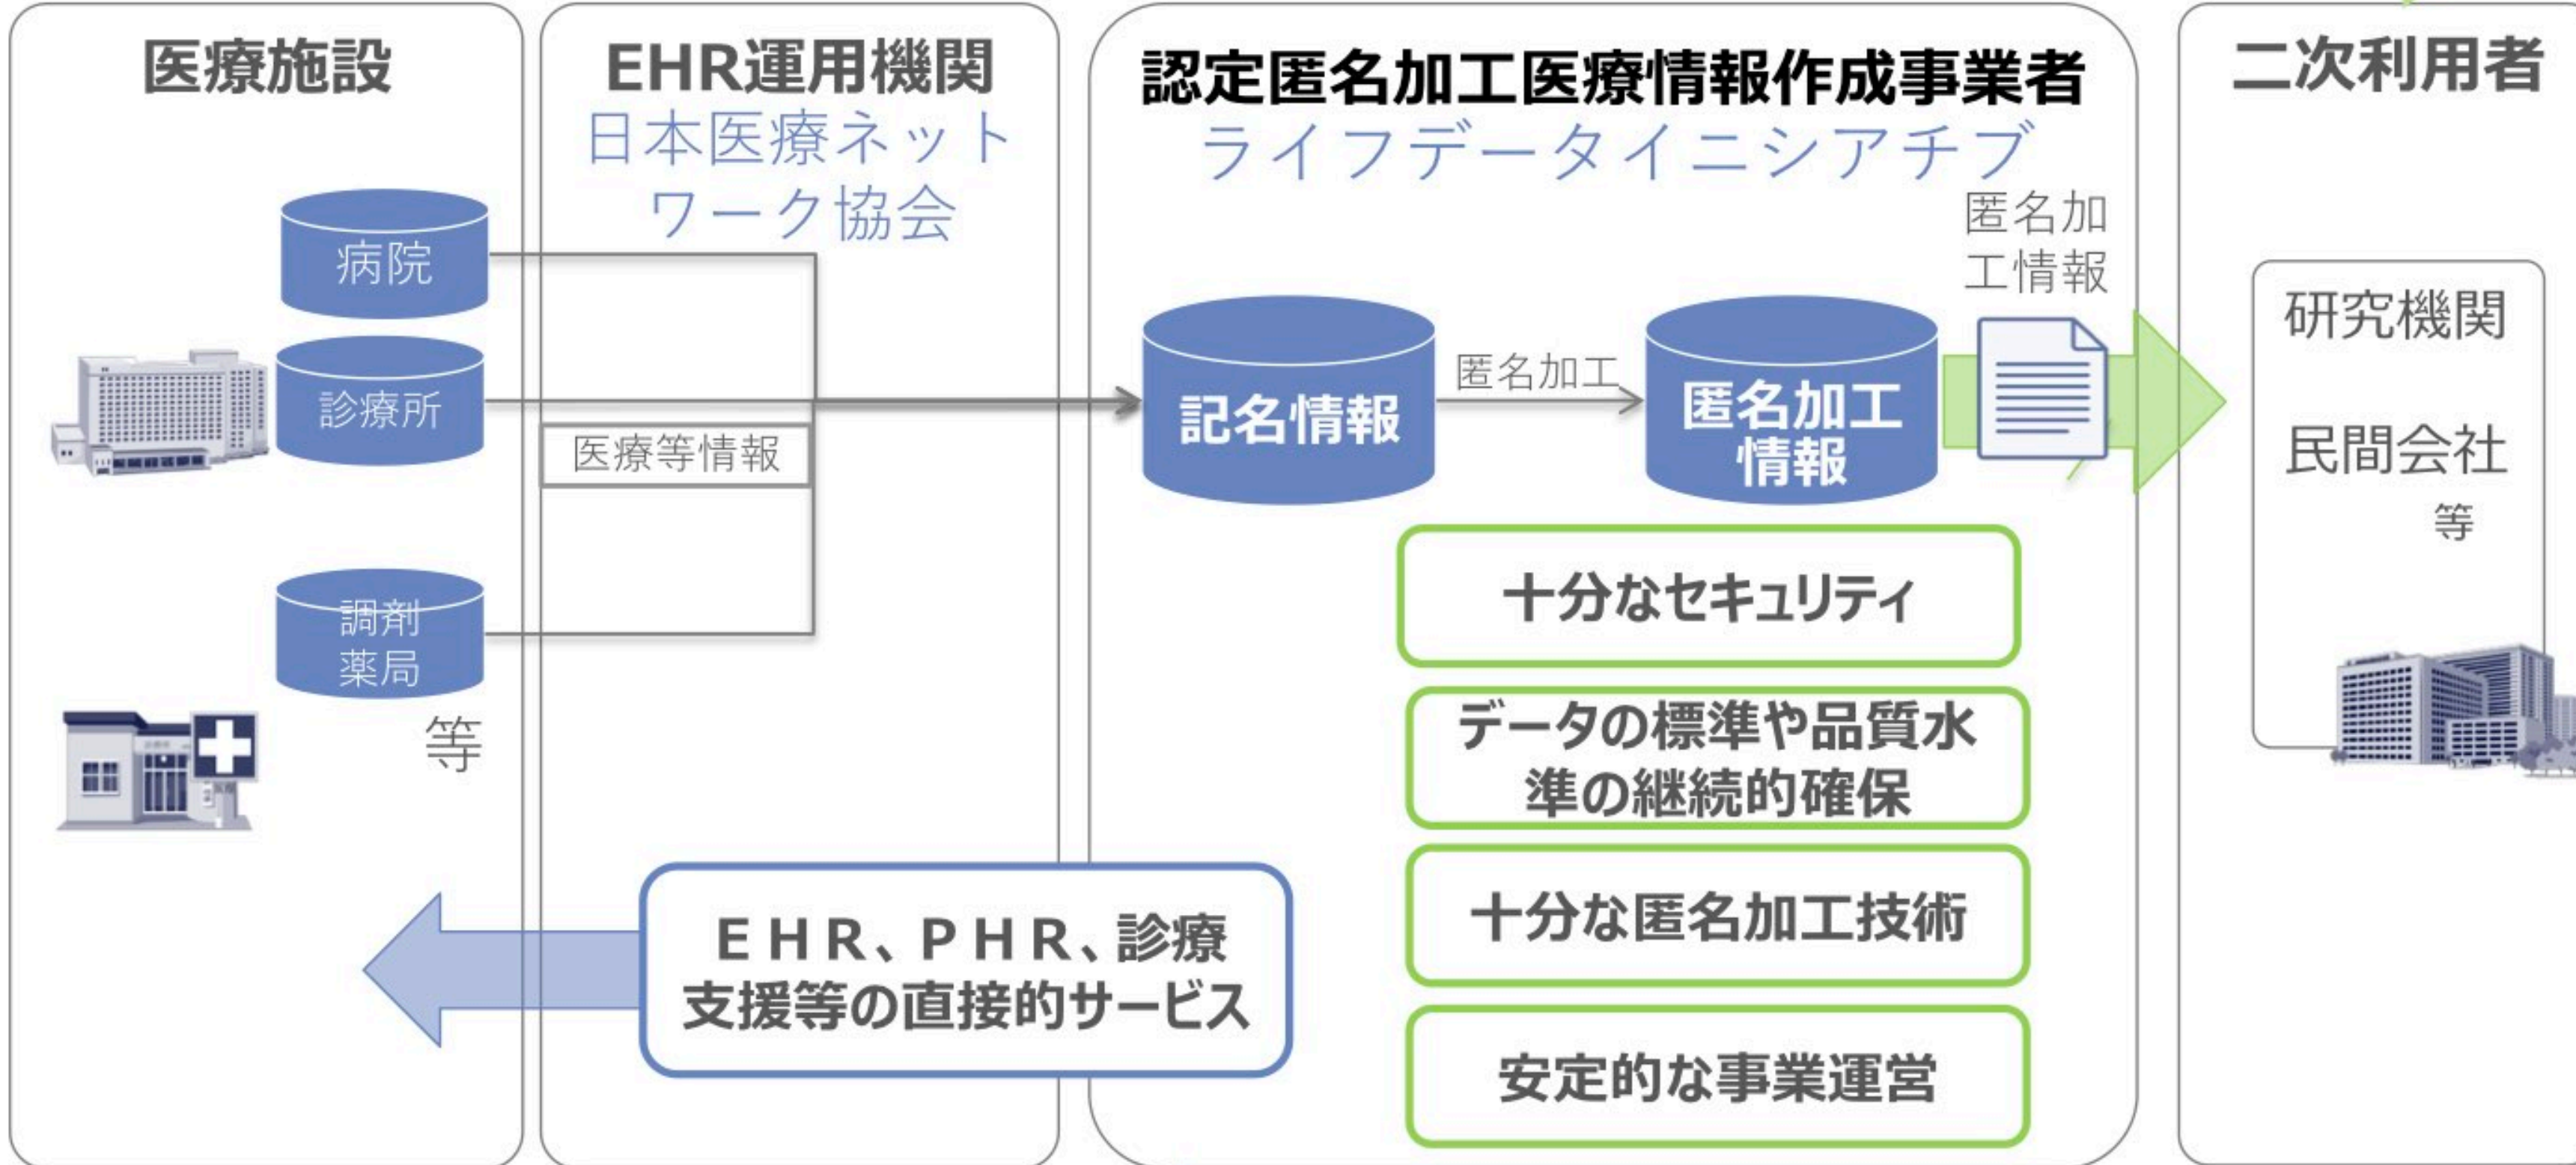 医療施設
病院
診療所
調剤
薬局
等
EHR運用機関
日本医療ネット
ワーク協会
医療等情報
認定匿名加工医療情報作成事業者
ライフデータイニシアチブ
匿名加
工情報
記名情報
匿名加工
匿名加工
情報
十分なセキュリティ
データの標準や品質水
準の継続的確保
十分な匿名加工技術
安定的な事業運営
ＥＨＲ、ＰＨＲ、診療
支援等の直接的サービス
二次利用者
研究機関
民間会社
等